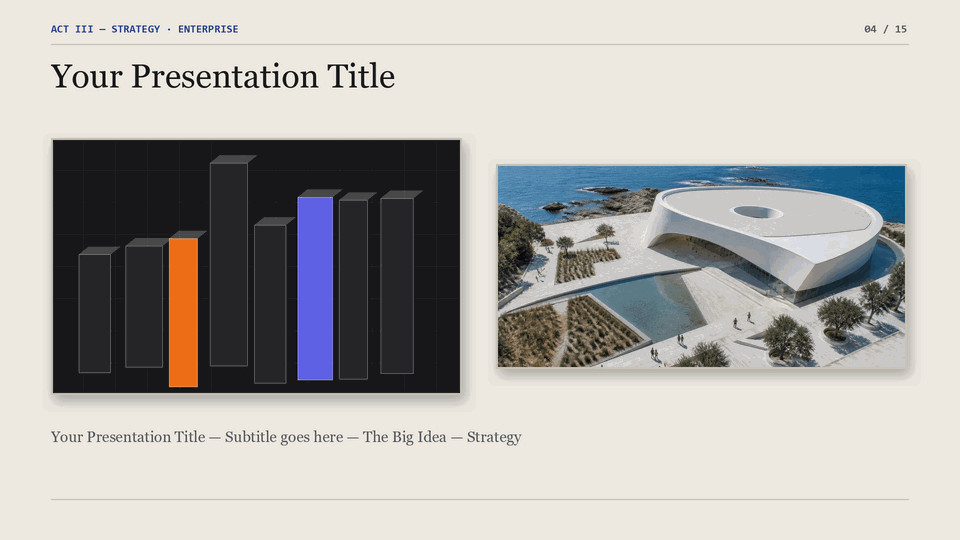 ACT III — STRATEGY · ENTERPRISE
04 / 15
Your Presentation Title
Your Presentation Title — Subtitle goes here — The Big Idea — Strategy